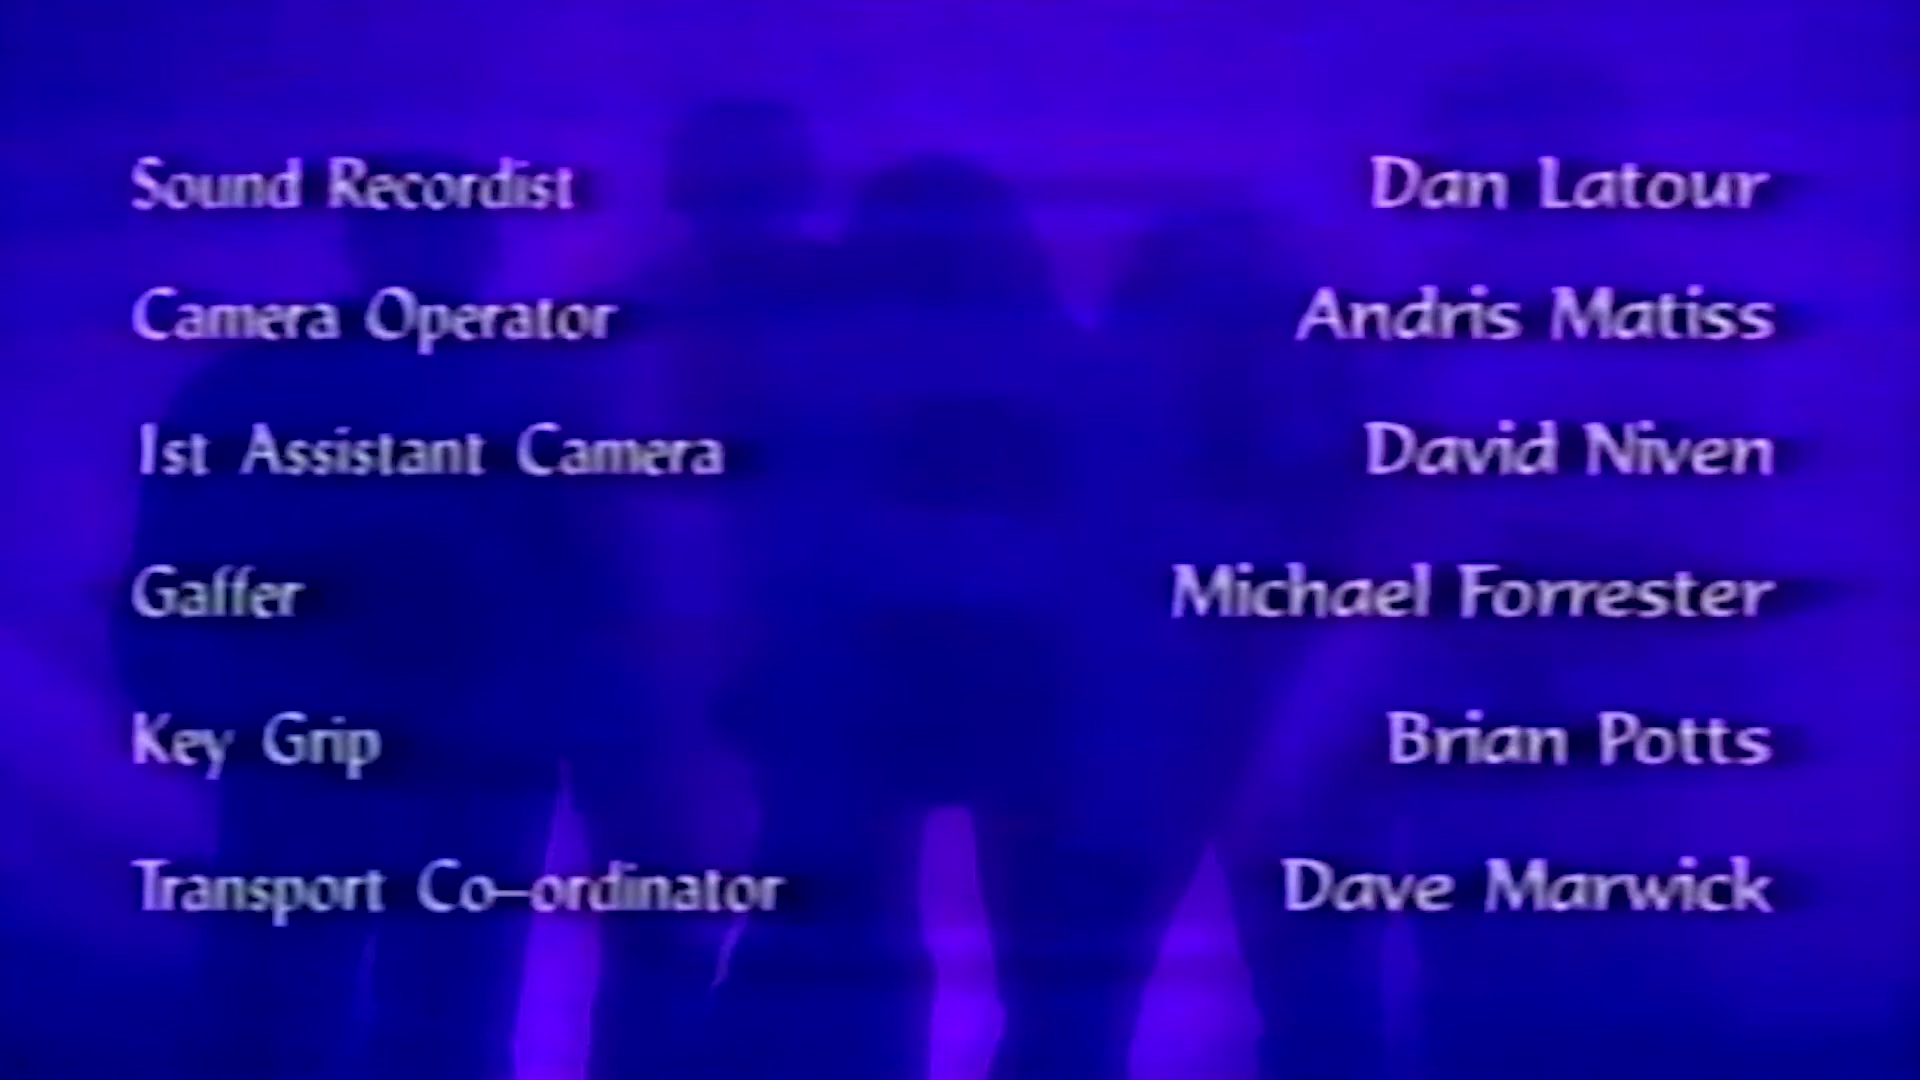 Sound Recordist Dan Latour
Camera Operator Andris Matiss
1st Assistant Camera David Niven
Gaffer Michael Forrester
Key Grip Brian Potts
Transport Co-ordinator Dave Marwick